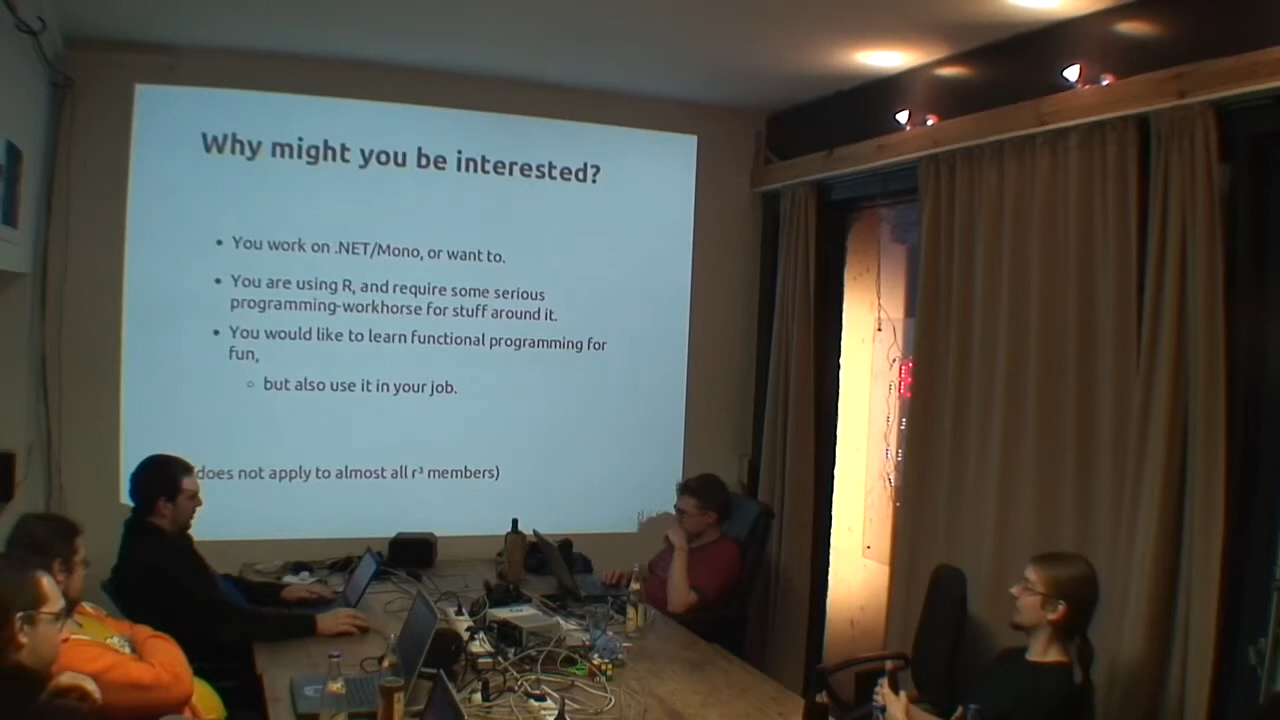 Why might you be interested?
• You work on .NET/Mono, or want to.
• You are using R, and require some serious
programming-workhorse for stuff around it.
• You would like to learn functional programming for
fun,
○ but also use it in your job.
does not apply to almost all r³ members)